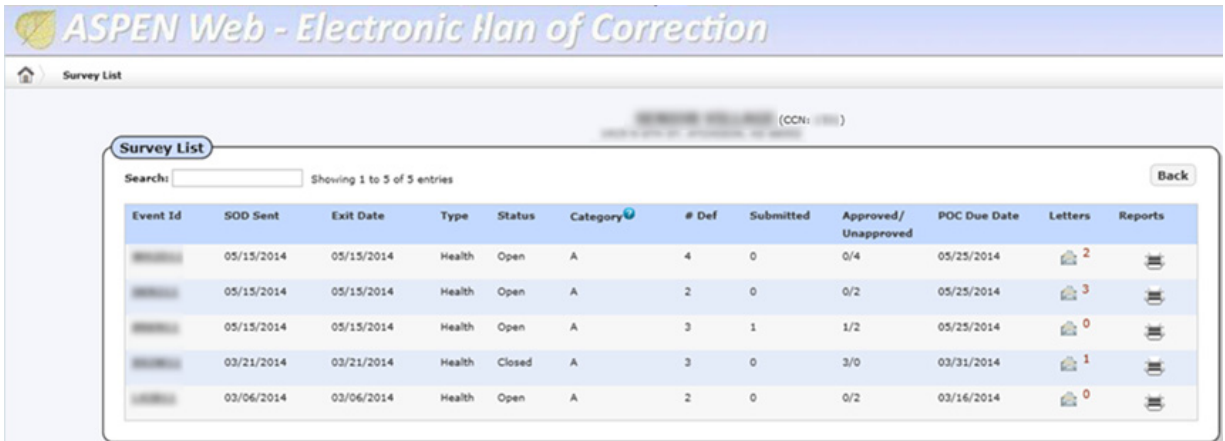 ASPEN Web - Electronic Plan of Correction
Survey List
(CCN: )
Survey List
Search: Showing 1 to 5 of 5 entries Back
Event Id SOD Sent Exit Date Type Status Category # Def Submitted Approved/ Unapproved POC Due Date Letters Reports
05/15/2014 05/15/2014 Health Open A 4 0 0/4 05/25/2014 2
05/15/2014 05/15/2014 Health Open A 2 0 0/2 05/25/2014 3
05/15/2014 05/15/2014 Health Open A 3 1 1/2 05/25/2014 0
03/21/2014 03/21/2014 Health Closed A 3 0 3/0 03/31/2014 1
03/06/2014 03/06/2014 Health Open A 2 0 0/2 03/16/2014 0